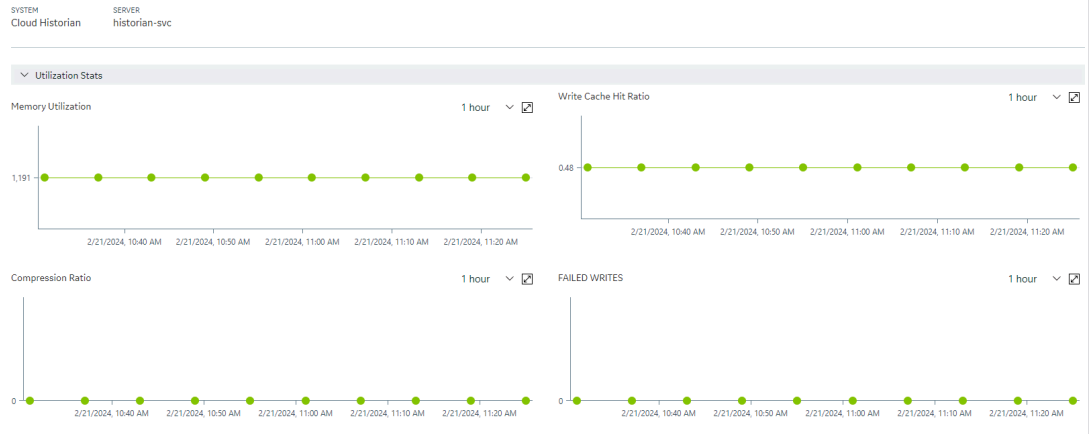 SYSTEM SERVER
Cloud Historian historian-svc
Utilization Stats
Memory Utilization 1 hour
1,191
2/21/2024, 10:40 AM 2/21/2024, 10:50 AM 2/21/2024, 11:00 AM 2/21/2024, 11:10 AM 2/21/2024, 11:20 AM
Write Cache Hit Ratio 1 hour
0.48
2/21/2024, 10:40 AM 2/21/2024, 10:50 AM 2/21/2024, 11:00 AM 2/21/2024, 11:10 AM 2/21/2024, 11:20 AM
Compression Ratio 1 hour
0
2/21/2024, 10:40 AM 2/21/2024, 10:50 AM 2/21/2024, 11:00 AM 2/21/2024, 11:10 AM 2/21/2024, 11:20 AM
FAILED WRITES 1 hour
0
2/21/2024, 10:40 AM 2/21/2024, 10:50 AM 2/21/2024, 11:00 AM 2/21/2024, 11:10 AM 2/21/2024, 11:20 AM